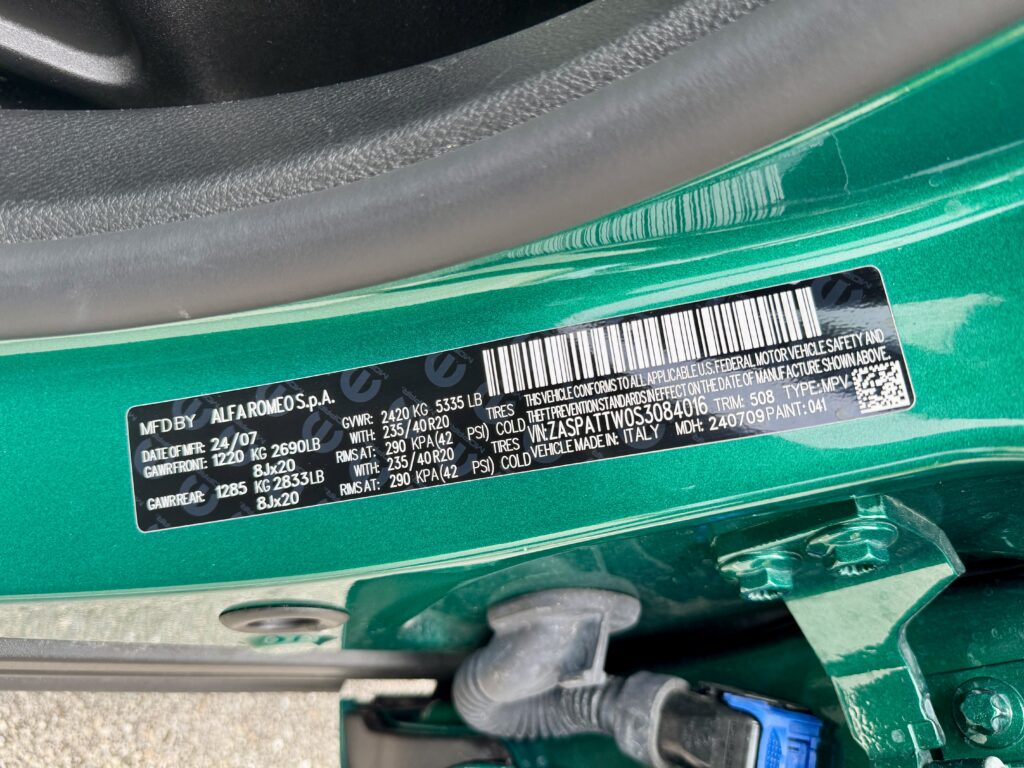 MFD BY ALFA ROMEO S.p.A.
DATE OF MFR: 24/07 GVWR: 2420 KG 5335 LB
GAWR FRONT: 1220 KG 2690LB WITH: 235/40R20 TIRES
8Jx20 RIMS AT: 290 KPA(42 PSI) COLD
GAWR REAR: 1285 KG 2833LB WITH: 235/40R20 TIRES
8Jx20 RIMS AT: 290 KPA(42 PSI) COLD
THIS VEHICLE CONFORMS TO ALL APPLICABLE U.S. FEDERAL MOTOR VEHICLE SAFETY AND
THEFT PREVENTION STANDARDS IN EFFECT ON THE DATE OF MANUFACTURE SHOWN ABOVE.
VIN: ZASPATTW0S3084016 TRIM: 508 TYPE: MPV
VEHICLE MADE IN: ITALY MDH: 240709 PAINT: 041